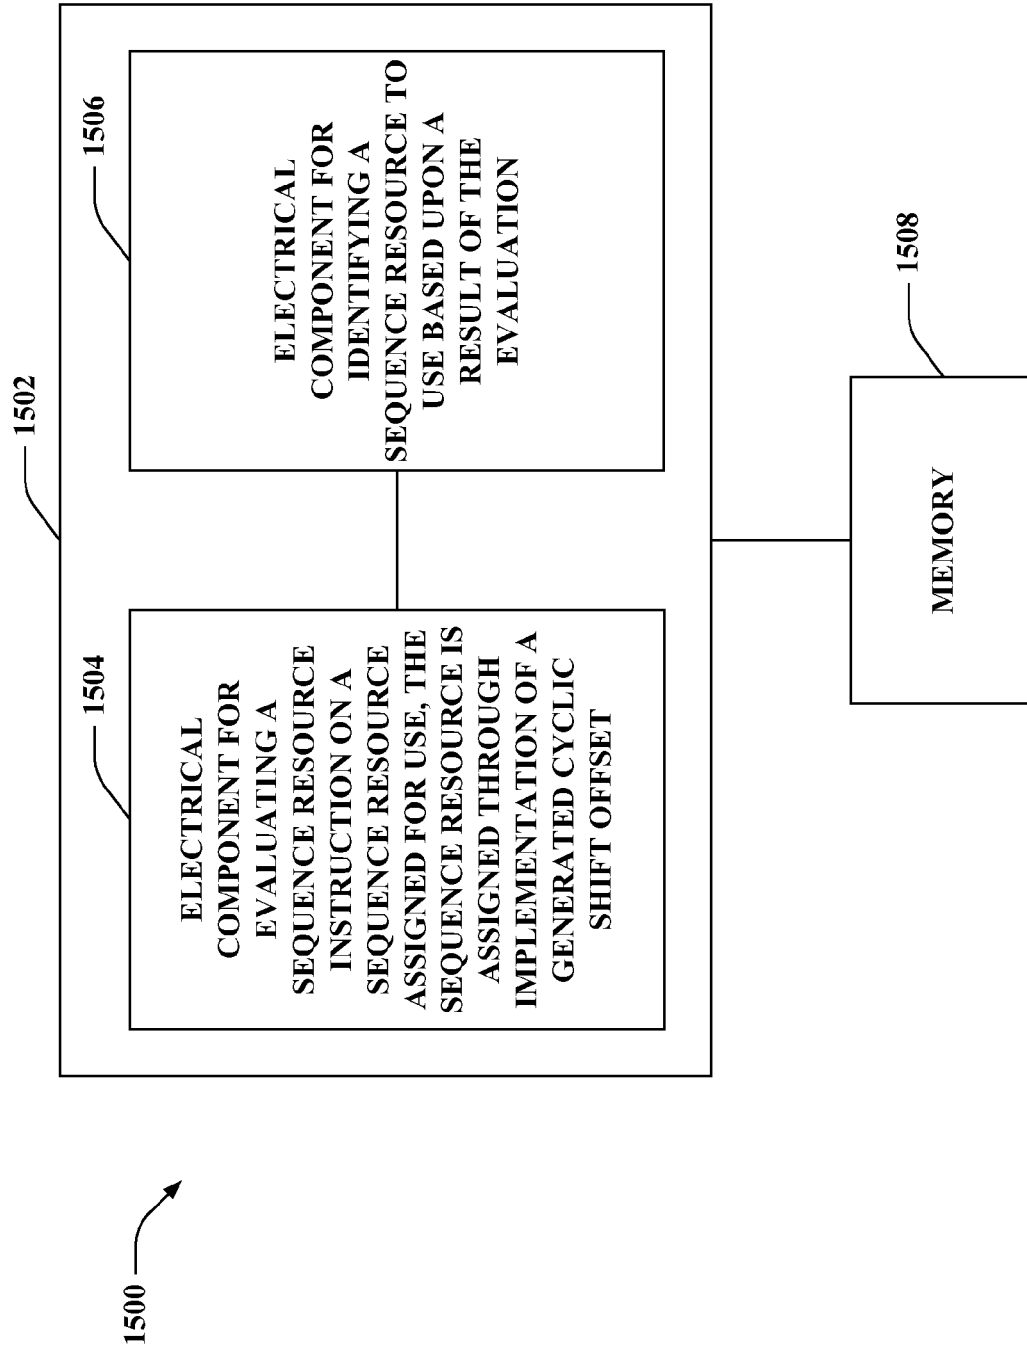 1500
1502
1504
ELECTRICAL
COMPONENT FOR
EVALUATING A
SEQUENCE RESOURCE
INSTRUCTION ON A
SEQUENCE RESOURCE
ASSIGNED FOR USE, THE
SEQUENCE RESOURCE IS
ASSIGNED THROUGH
IMPLEMENTATION OF A
GENERATED CYCLIC
SHIFT OFFSET
1506
ELECTRICAL
COMPONENT FOR
IDENTIFYING A
SEQUENCE RESOURCE TO
USE BASED UPON A
RESULT OF THE
EVALUATION
1508
MEMORY